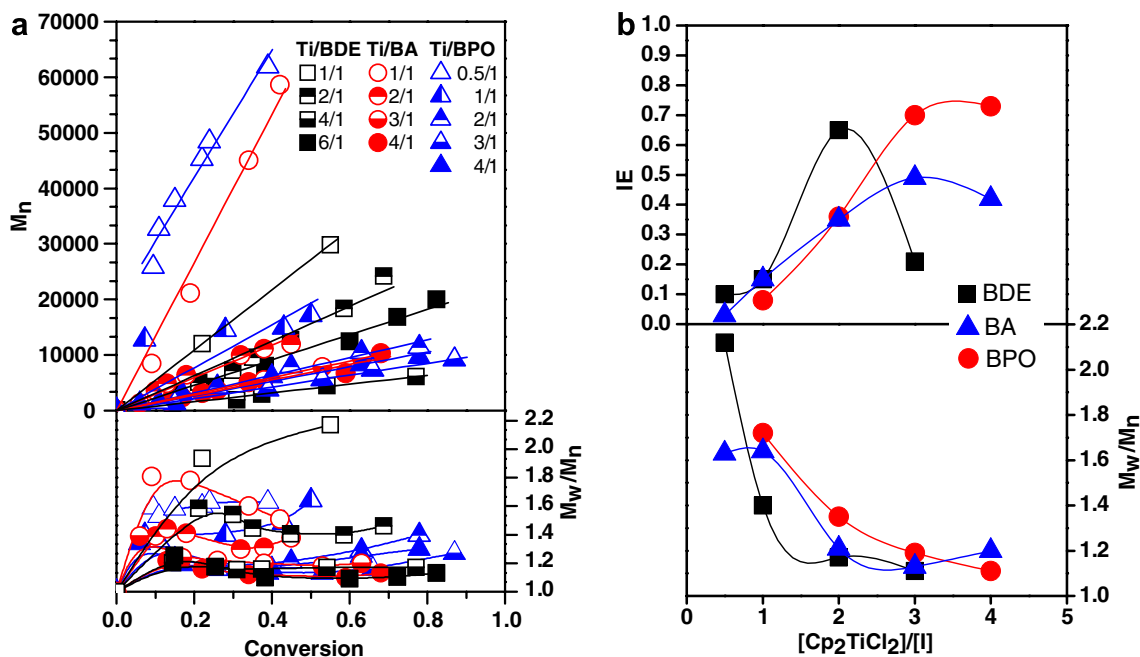 a
70000
60000
50000
40000
30000
20000
10000
0
Mn
Ti/BDE Ti/BA Ti/BPO
1/1 1/1 0.5/1
2/1 2/1 1/1
4/1 3/1 2/1
6/1 4/1 3/1
4/1
2.2
2.0
1.8
1.6
1.4
1.2
1.0
Mw/Mn
0.0 0.2 0.4 0.6 0.8 1.0
Conversion
b
1.0
0.9
0.8
0.7
0.6
0.5
0.4
0.3
0.2
0.1
0.0
IE
BDE
BA
BPO
2.2
2.0
1.8
1.6
1.4
1.2
1.0
Mw/Mn
0 1 2 3 4 5
[Cp2TiCl2]/[I]